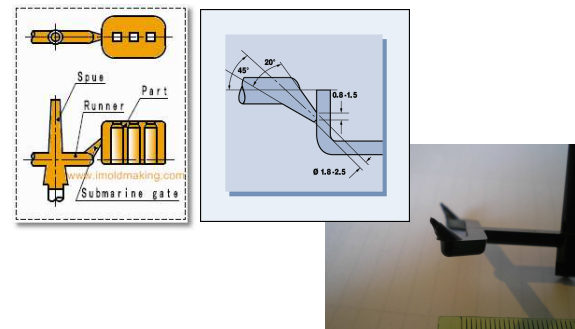 Spue
Part
Runner
www.imoldmaking.com
Submarine gate
20°
45°
0.8-1.5
Ø 1.8-2.5